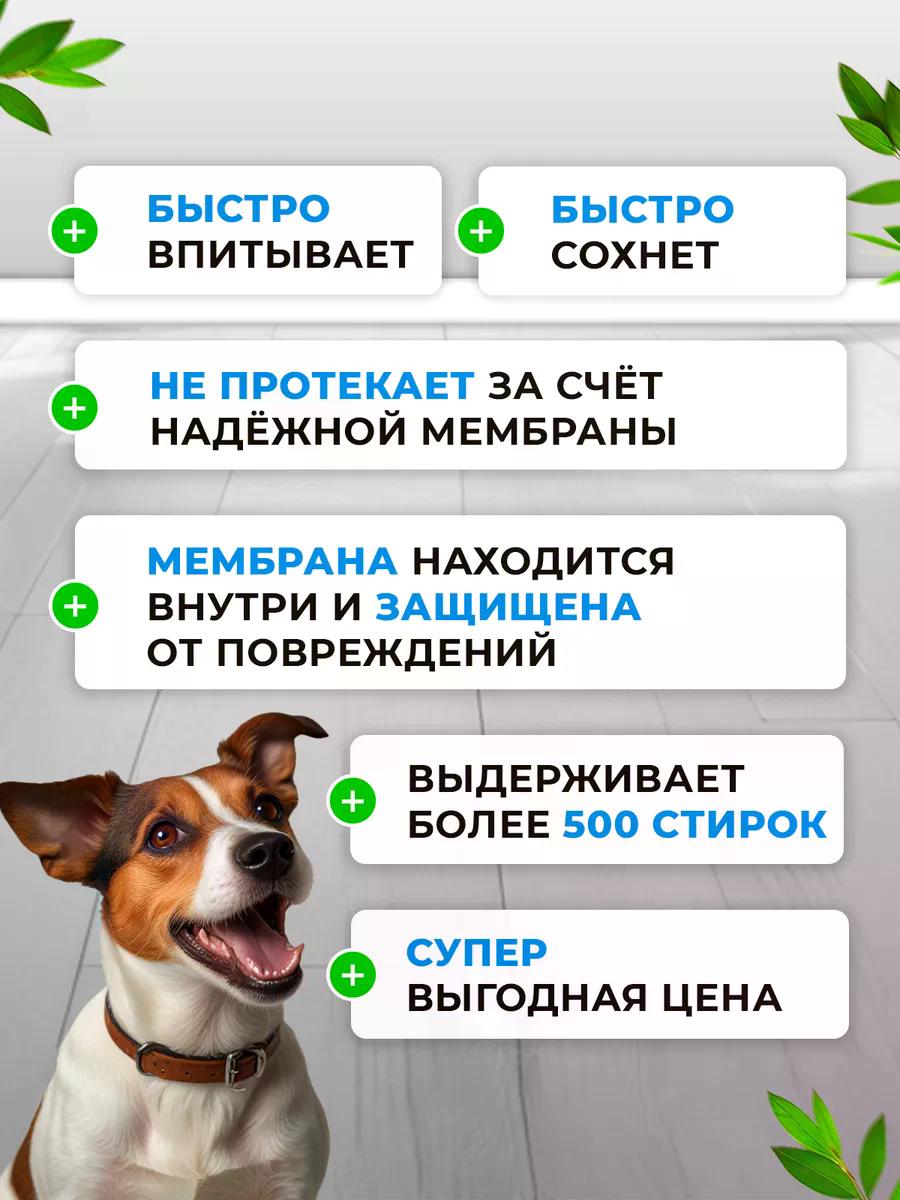 БЫСТРО
ВПИТЫВАЕТ
БЫСТРО
СОХНЕТ
НЕ ПРОТЕКАЕТ ЗА СЧЁТ
НАДЁЖНОЙ МЕМБРАНЫ
МЕМБРАНА НАХОДИТСЯ
ВНУТРИ И ЗАЩИЩЕНА
ОТ ПОВРЕЖДЕНИЙ
ВЫДЕРЖИВАЕТ
БОЛЕЕ 500 СТИРОК
СУПЕР
ВЫГОДНАЯ ЦЕНА